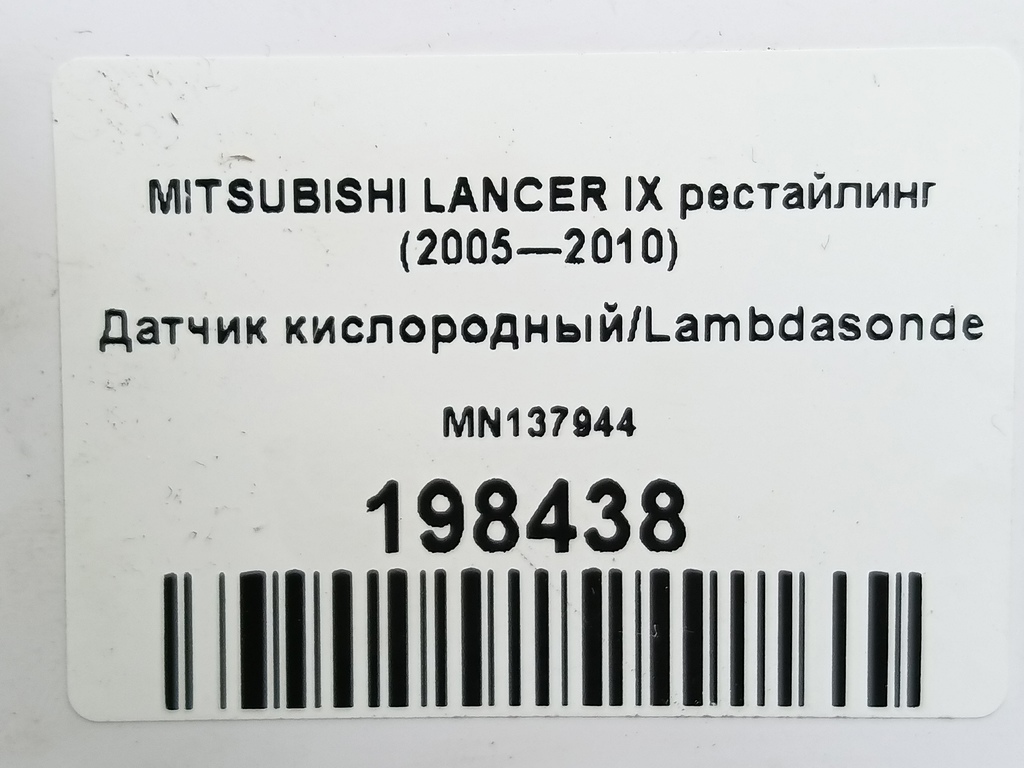 MITSUBISHI LANCER IX рестайлинг
(2005—2010)
Датчик кислородный/Lambdasonde
MN137944
198438